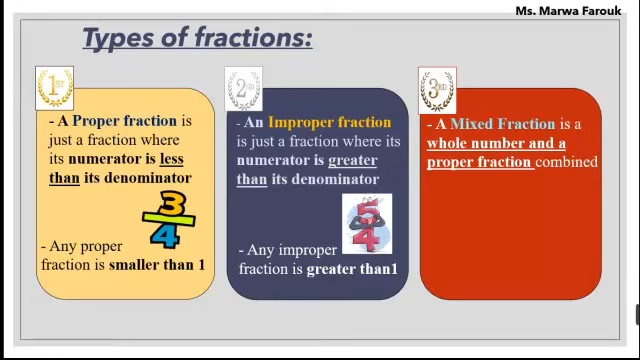 Ms. Marwa Farouk
Types of fractions:
1ST
- A Proper fraction is
just a fraction where
its numerator is less
than its denominator
3
4
- Any proper
fraction is smaller than 1
2ND
- An Improper fraction
is just a fraction where its
numerator is greater
than its denominator
5
4
- Any improper
fraction is greater than1
3RD
- A Mixed Fraction is a
whole number and a
proper fraction combined